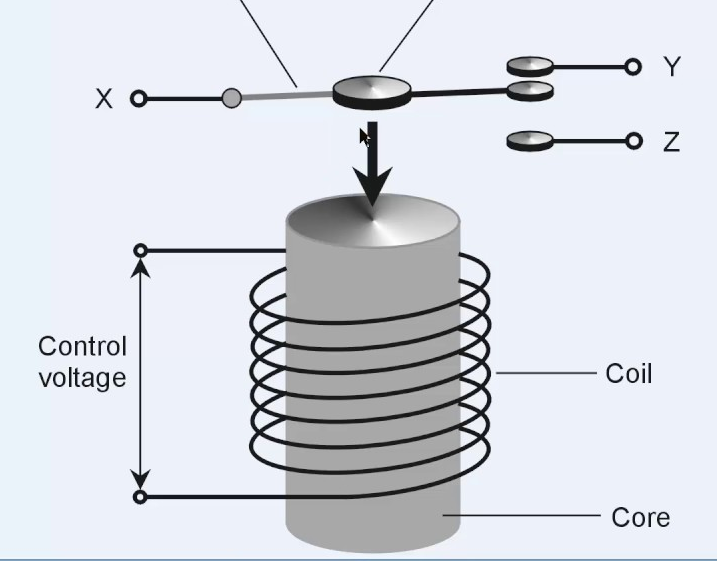 X
Y
Z
Control
voltage
Coil
Core